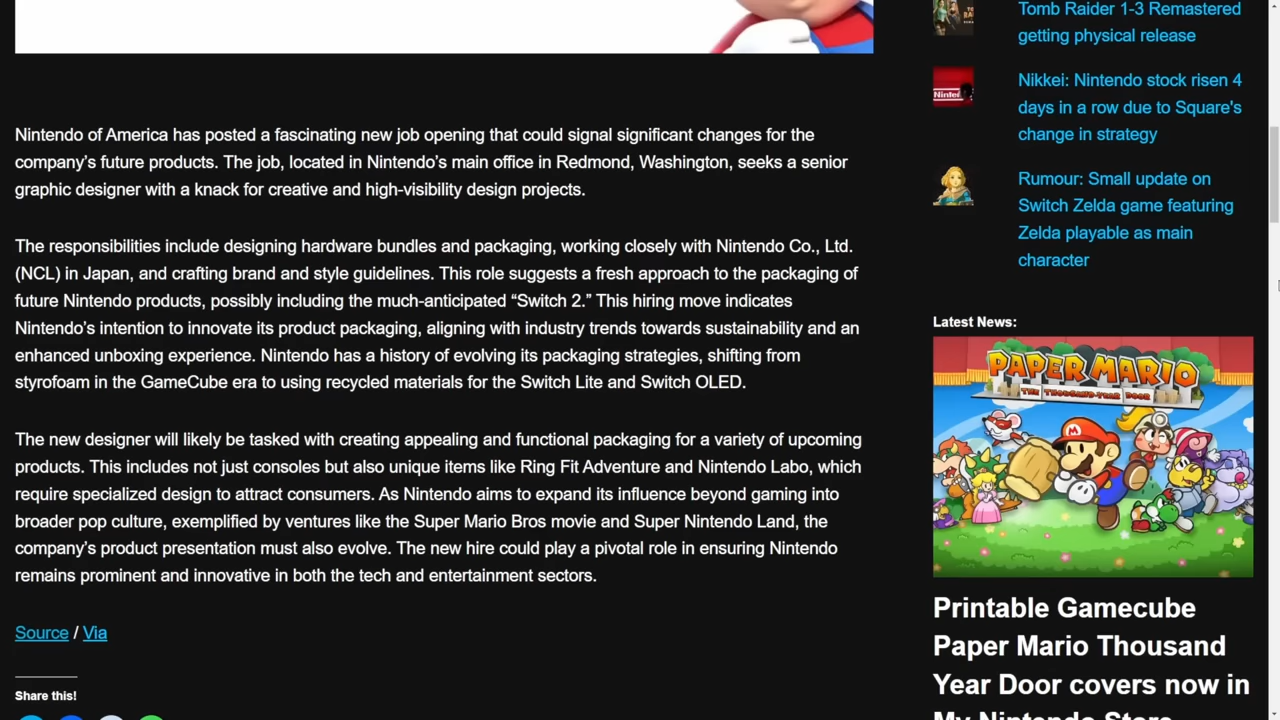 Nintendo of America has posted a fascinating new job opening that could signal significant changes for the
company's future products. The job, located in Nintendo's main office in Redmond, Washington, seeks a senior
graphic designer with a knack for creative and high-visibility design projects.
The responsibilities include designing hardware bundles and packaging, working closely with Nintendo Co., Ltd.
(NCL) in Japan, and crafting brand and style guidelines. This role suggests a fresh approach to the packaging of
future Nintendo products, possibly including the much-anticipated “Switch 2.” This hiring move indicates
Nintendo's intention to innovate its product packaging, aligning with industry trends towards sustainability and an
enhanced unboxing experience. Nintendo has a history of evolving its packaging strategies, shifting from
styrofoam in the GameCube era to using recycled materials for the Switch Lite and Switch OLED.
The new designer will likely be tasked with creating appealing and functional packaging for a variety of upcoming
products. This includes not just consoles but also unique items like Ring Fit Adventure and Nintendo Labo, which
require specialized design to attract consumers. As Nintendo aims to expand its influence beyond gaming into
broader pop culture, exemplified by ventures like the Super Mario Bros movie and Super Nintendo Land, the
company's product presentation must also evolve. The new hire could play a pivotal role in ensuring Nintendo
remains prominent and innovative in both the tech and entertainment sectors.
Source / Via
Share this!
Tomb Raider 1-3 Remastered
getting physical release
Nikkei: Nintendo stock risen 4
days in a row due to Square's
change in strategy
Rumour: Small update on
Switch Zelda game featuring
Zelda playable as main
character
Latest News:
PAPER MARIO
THE THOUSAND-YEAR DOOR
Printable Gamecube
Paper Mario Thousand
Year Door covers now in
My Nintendo Store